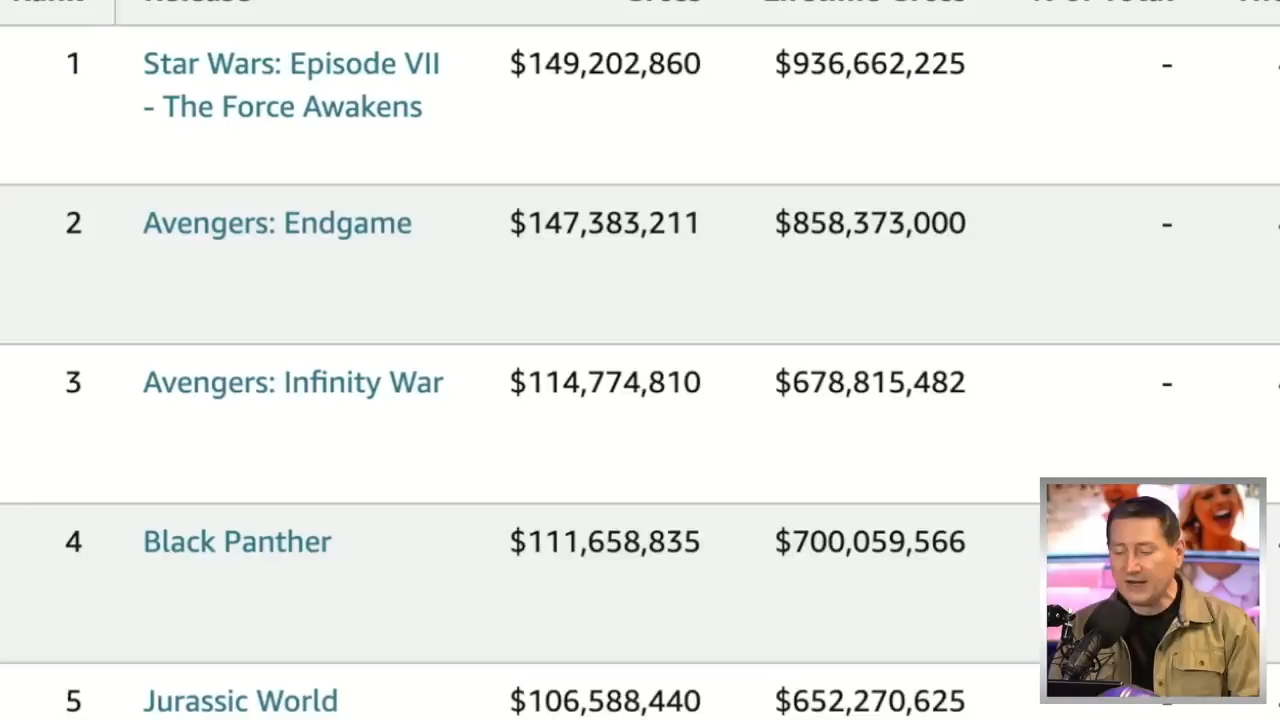 1 Star Wars: Episode VII $149,202,860 $936,662,225 -
- The Force Awakens
2 Avengers: Endgame $147,383,211 $858,373,000 -
3 Avengers: Infinity War $114,774,810 $678,815,482 -
4 Black Panther $111,658,835 $700,059,566
5 Jurassic World $106,588,440 $652,270,625